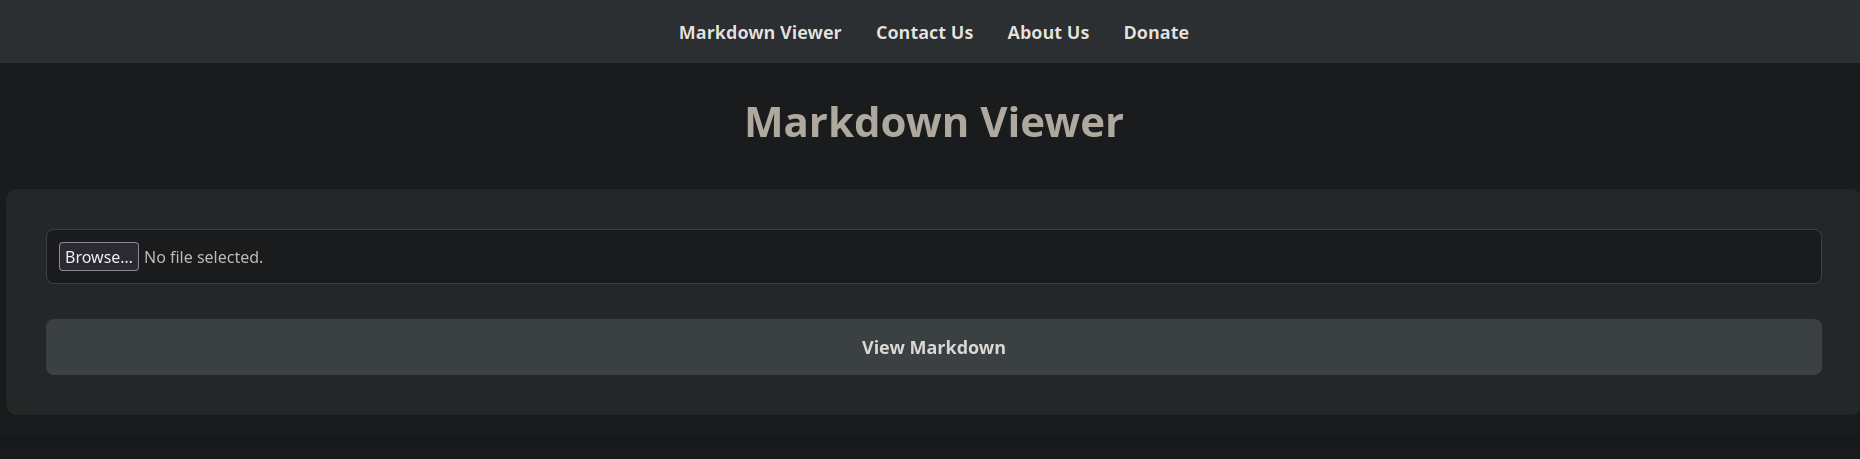 Markdown Viewer Contact Us About Us Donate
Markdown Viewer
Browse... No file selected.
View Markdown